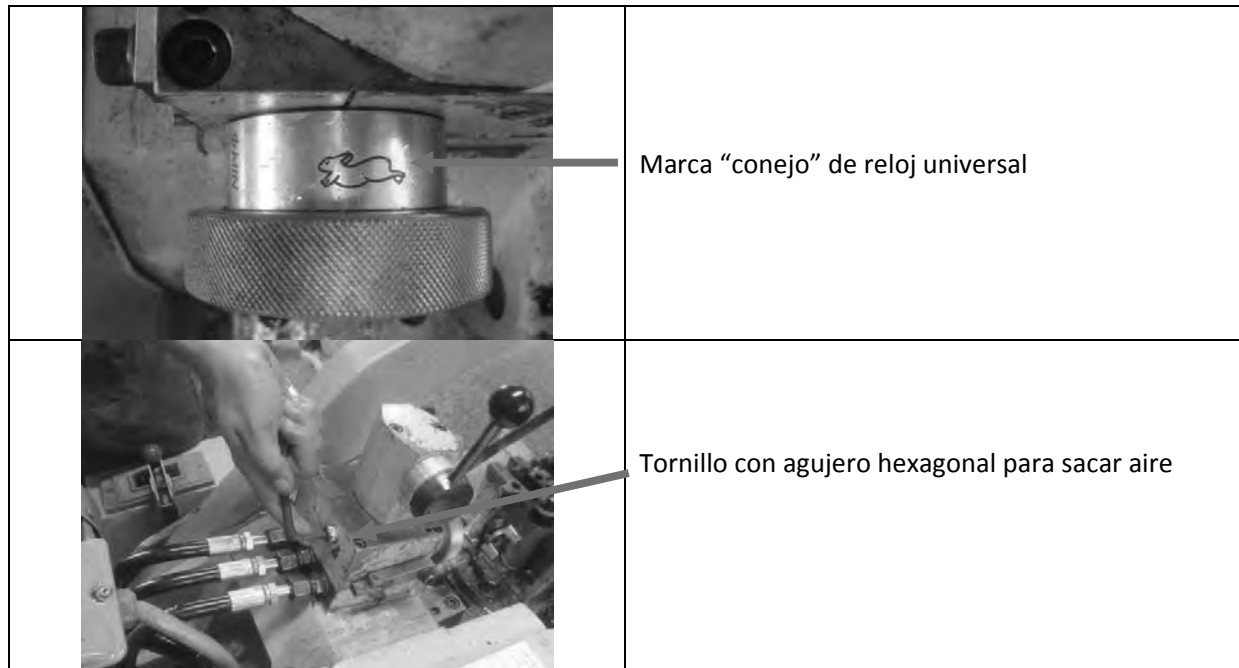 Marca “conejo” de reloj universal
Tornillo con agujero hexagonal para sacar aire